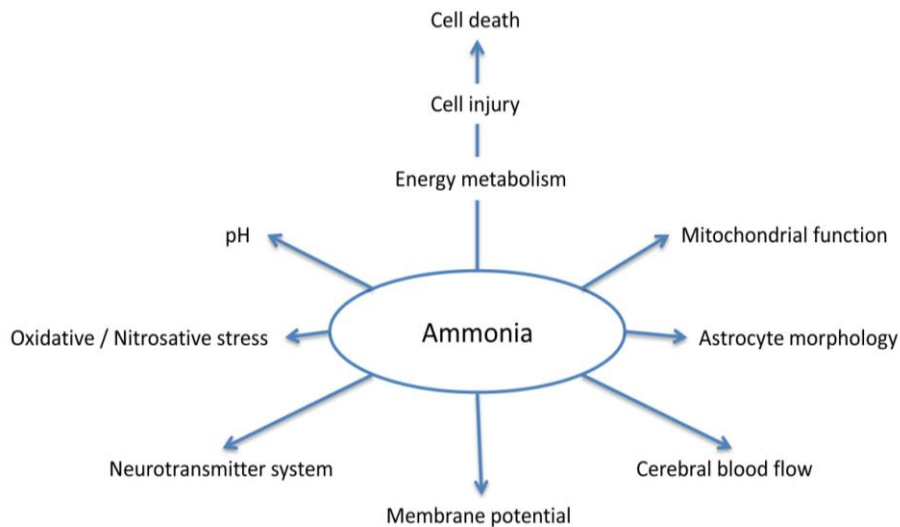 Cell death
Cell injury
Energy metabolism
pH
Mitochondrial function
Ammonia
Oxidative / Nitrosative stress
Astrocyte morphology
Neurotransmitter system
Cerebral blood flow
Membrane potential